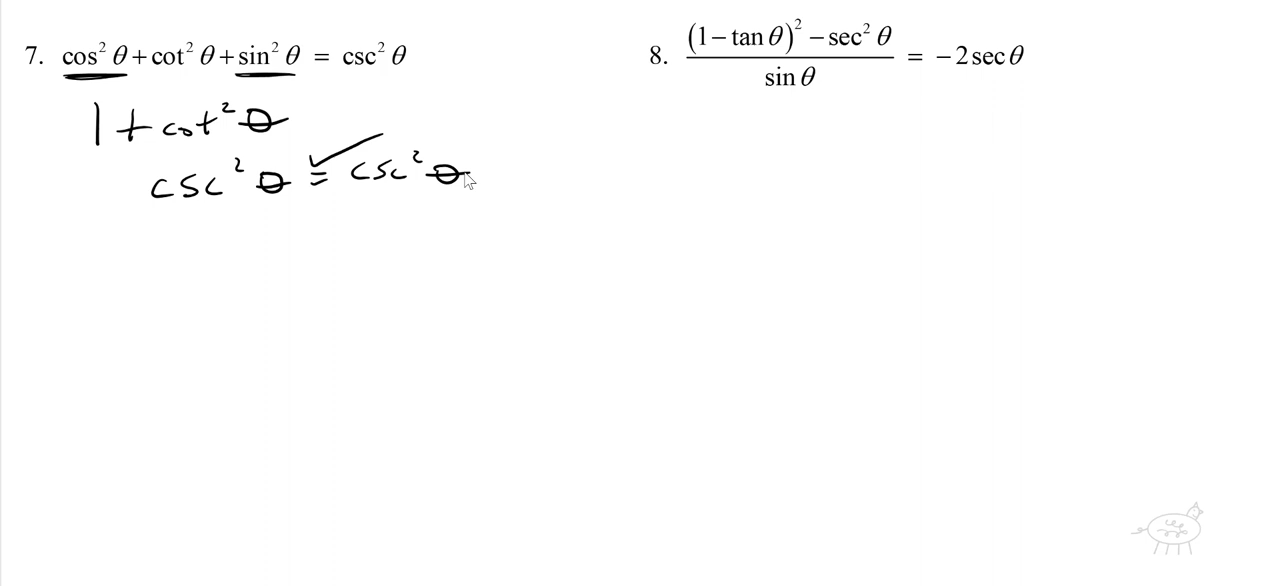 7. cos² θ + cot² θ + sin² θ = csc² θ
1 + cot² θ
csc² θ = csc² θ
8. (1 − tan θ)² − sec² θ
sin θ
= −2 sec θ